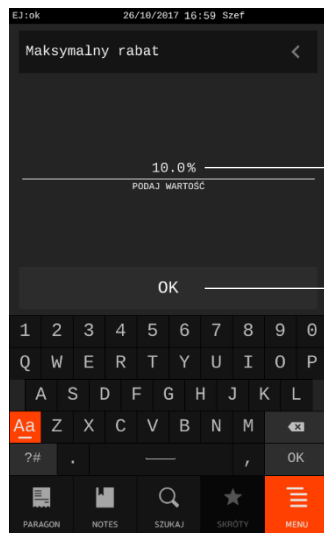 EJ:ok 26/10/2017 16:59 Szef
Maksymalny rabat
10.0%
PODAJ WARTOŚĆ
OK
1 2 3 4 5 6 7 8 9 0
Q W E R T Y U I O P
A S D F G H J K L
Aa Z X C V B N M
?# . , OK
PARAGON NOTES SZUKAJ SKRÓTY MENU